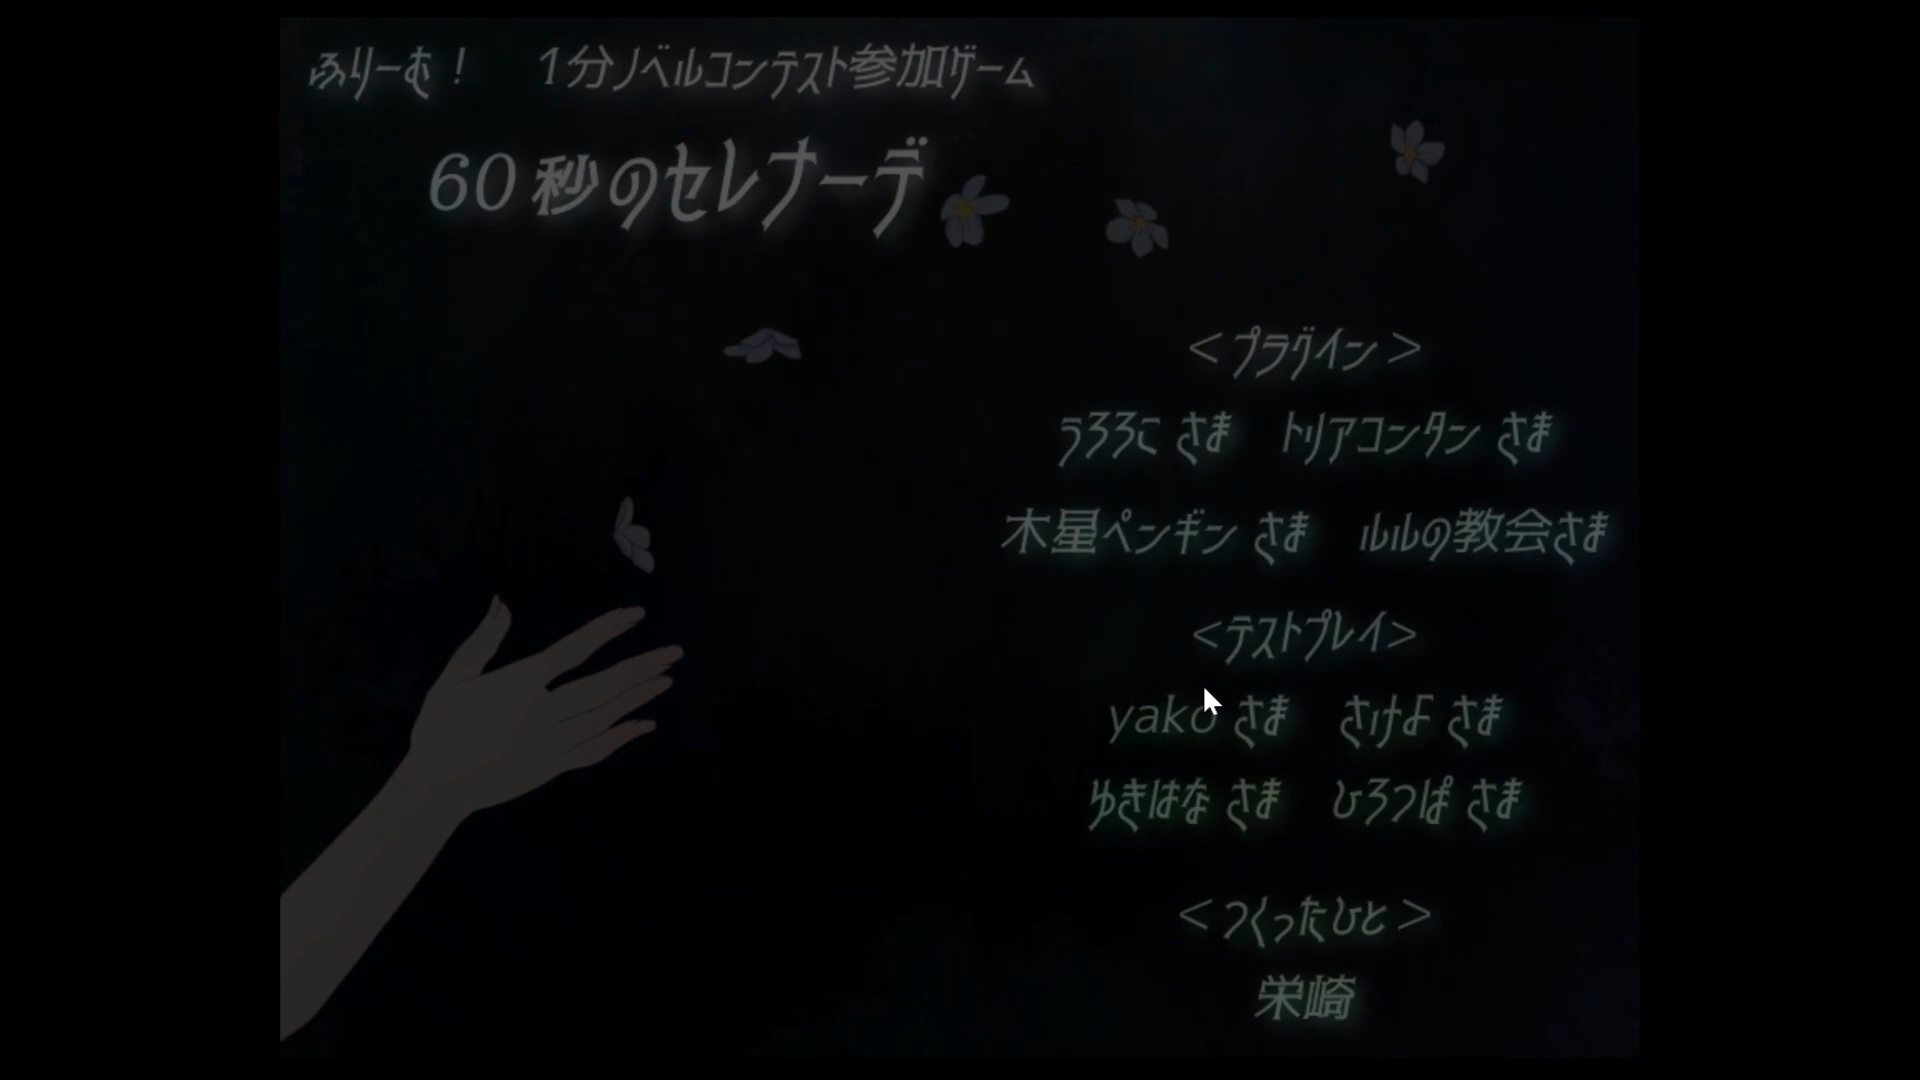 ふりーむ！　1分ノベルコンテスト参加ゲーム
60秒のセレナーデ
＜プラグイン＞
うろろこ さま　トリアコンタン さま
木星ペンギン さま　ルルの教会さま
＜テストプレイ＞
yako さま　さけよ さま
ゆきはな さま　ひろつぱ さま
＜つくったひと＞
栄崎